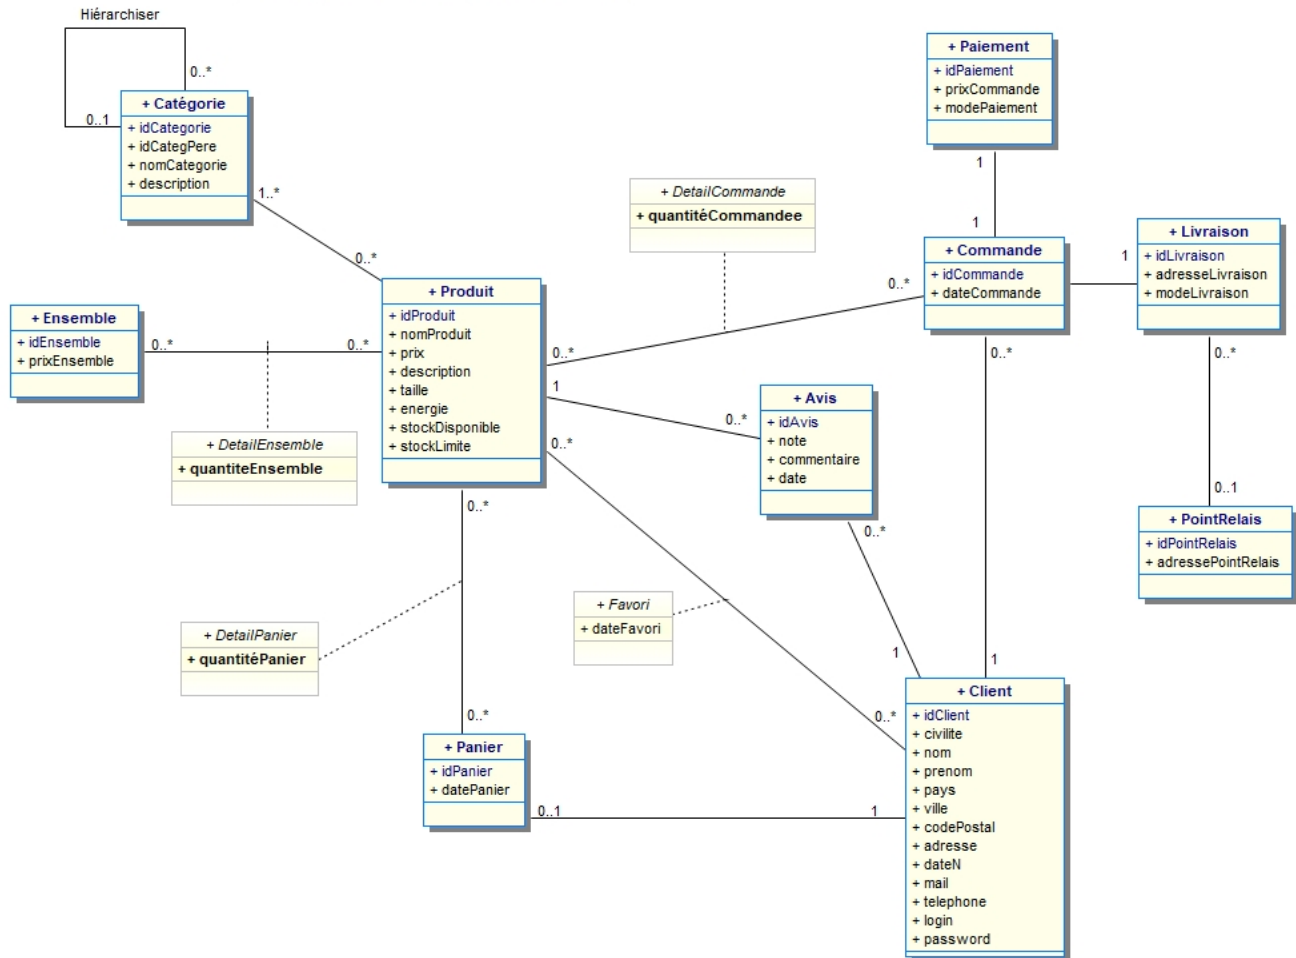 Hiérarchiser
0..*
0..1
+ Catégorie
+ idCategorie
+ idCategPere
+ nomCategorie
+ description
1..*
0..*
+ Paiement
+ idPaiement
+ prixCommande
+ modePaiement
1
1
+ DetailCommande
+ quantitéCommandee
+ Commande
+ idCommande
+ dateCommande
0..*
0..*
1
+ Livraison
+ idLivraison
+ adresseLivraison
+ modeLivraison
0..*
0..1
+ PointRelais
+ idPointRelais
+ adressePointRelais
+ Ensemble
+ idEnsemble
+ prixEnsemble
0..*
0..*
+ DetailEnsemble
+ quantiteEnsemble
+ Produit
+ idProduit
+ nomProduit
+ prix
+ description
+ taille
+ energie
+ stockDisponible
+ stockLimite
0..*
1
0..*
0..*
0..*
+ Avis
+ idAvis
+ note
+ commentaire
+ date
0..*
1
1
+ DetailPanier
+ quantitéPanier
+ Favori
+ dateFavori
0..*
0..*
+ Panier
+ idPanier
+ datePanier
0..1
1
+ Client
+ idClient
+ civilite
+ nom
+ prenom
+ pays
+ ville
+ codePostal
+ adresse
+ dateN
+ mail
+ telephone
+ login
+ password